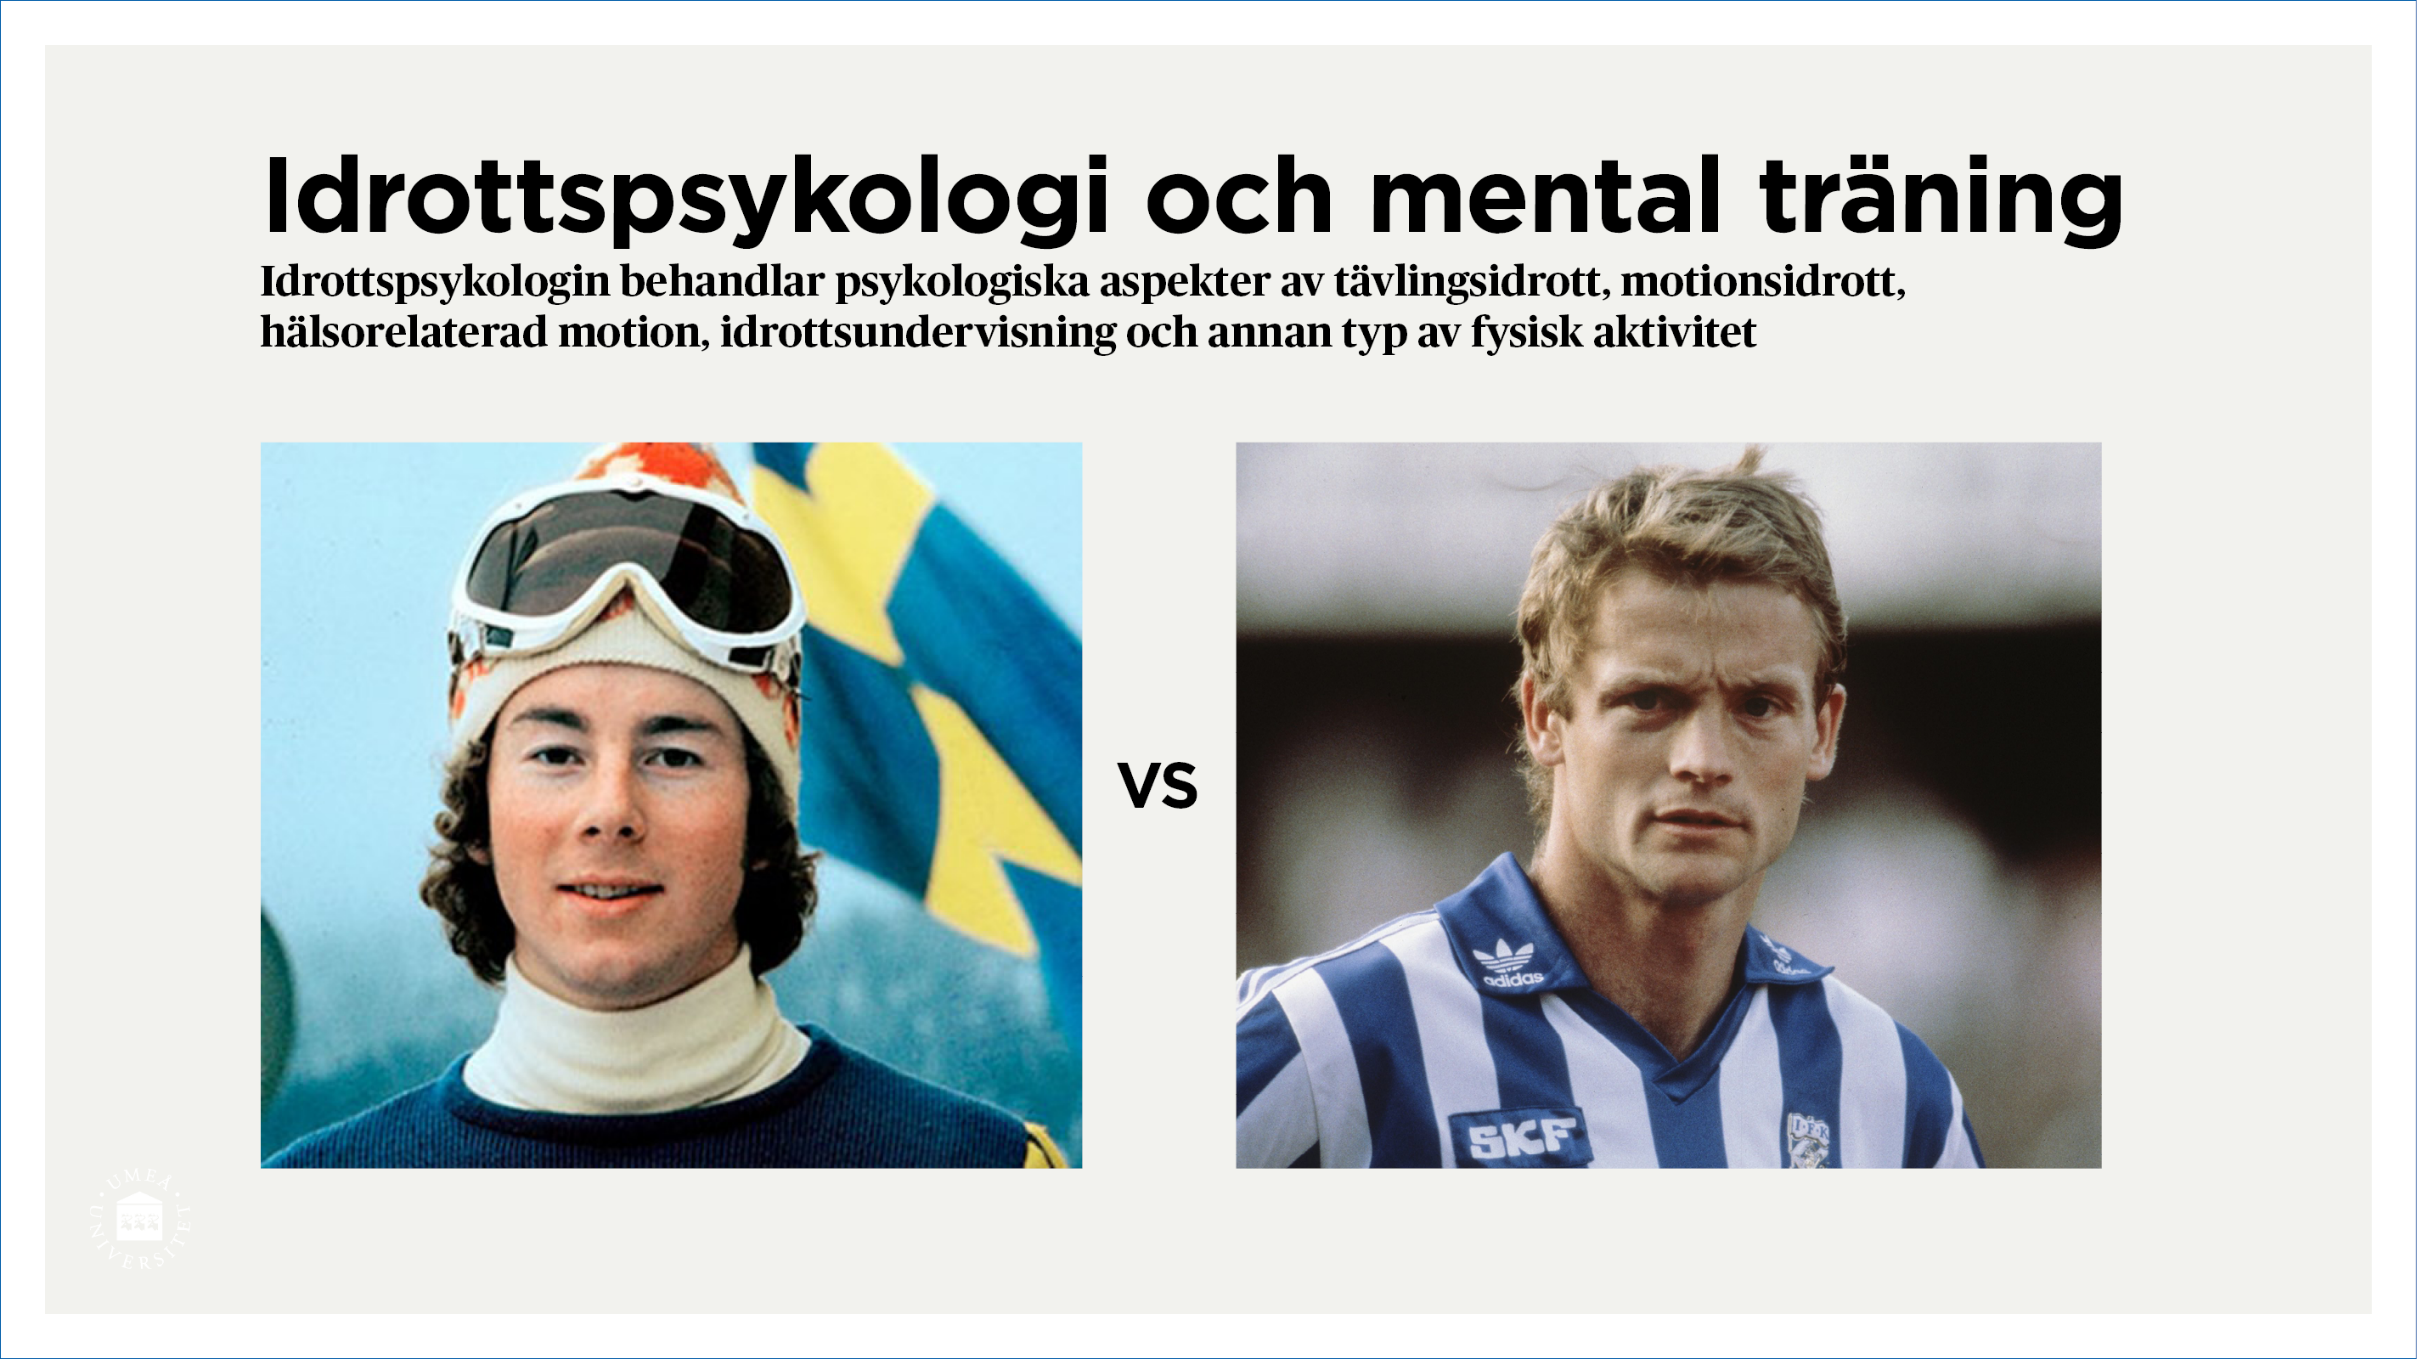 Idrottspsykologi och mental träning
Idrottspsykologin behandlar psykologiska aspekter av tävlingsidrott, motionsidrott,
hälsorelaterad motion, idrottsundervisning och annan typ av fysisk aktivitet
vs
adidas
SKF
I.F.K
UMEÅ UNIVERSITET